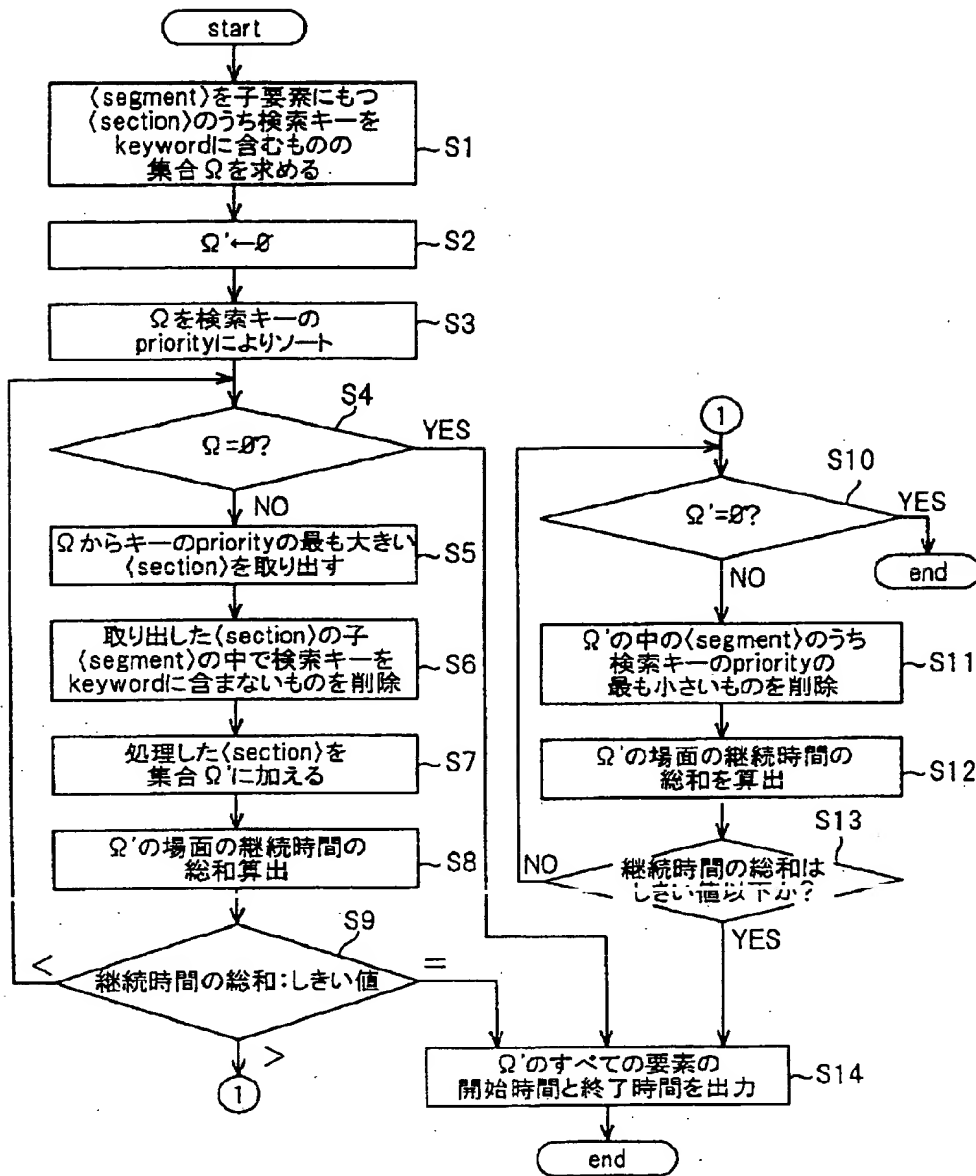 start
〈segment〉を子要素にもつ
〈section〉のうち検索キーを
keywordに含むものの
集合Ωを求める
S1
Ω'←∅
S2
Ωを検索キーの
priorityによりソート
S3
S4
Ω=∅?
YES
NO
Ωからキーのpriorityの最も大きい
〈section〉を取り出す
S5
取り出した〈section〉の子
〈segment〉の中で検索キーを
keywordに含まないものを削除
S6
処理した〈section〉を
集合Ω'に加える
S7
Ω'の場面の継続時間の
総和算出
S8
S9
<
継続時間の総和:しきい値
=
>
1
1
S10
Ω'=∅?
YES
end
NO
Ω'の中の〈segment〉のうち
検索キーのpriorityの
最も小さいものを削除
S11
Ω'の場面の継続時間の
総和を算出
S12
S13
NO
継続時間の総和は
しきい値以下か?
YES
Ω'のすべての要素の
開始時間と終了時間を出力
S14
end